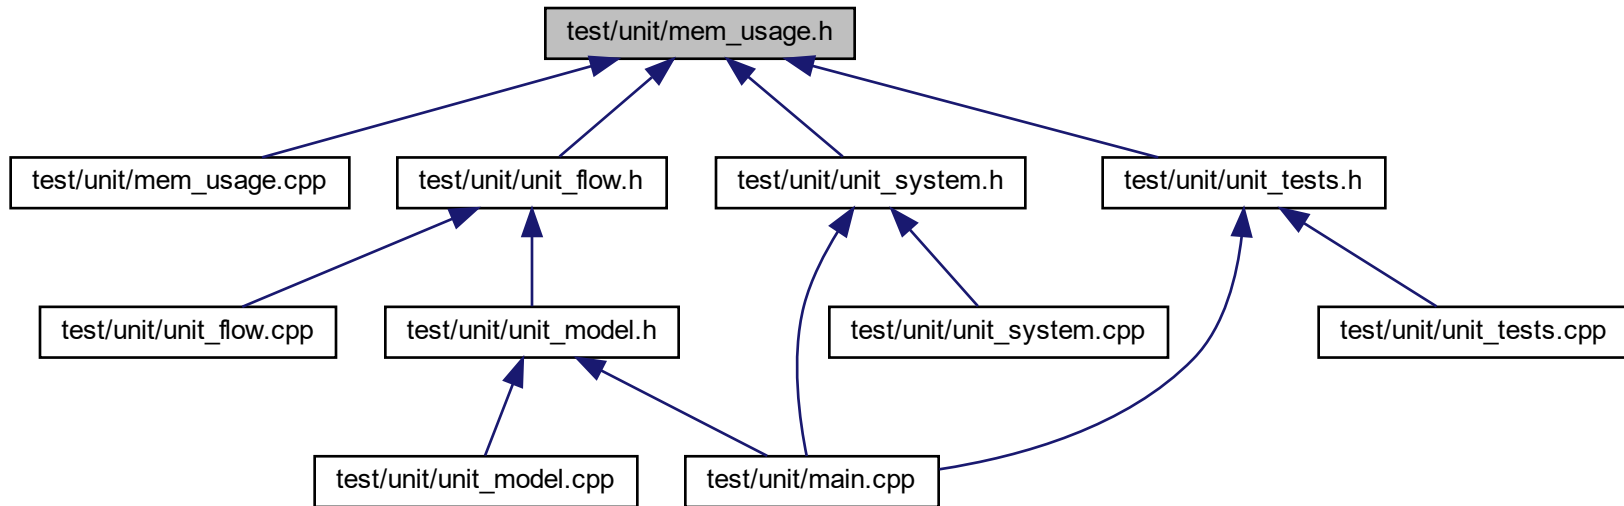 test/unit/mem_usage.h
test/unit/mem_usage.cpp
test/unit/unit_flow.h
test/unit/unit_system.h
test/unit/unit_tests.h
test/unit/unit_flow.cpp
test/unit/unit_model.h
test/unit/unit_system.cpp
test/unit/unit_tests.cpp
test/unit/unit_model.cpp
test/unit/main.cpp